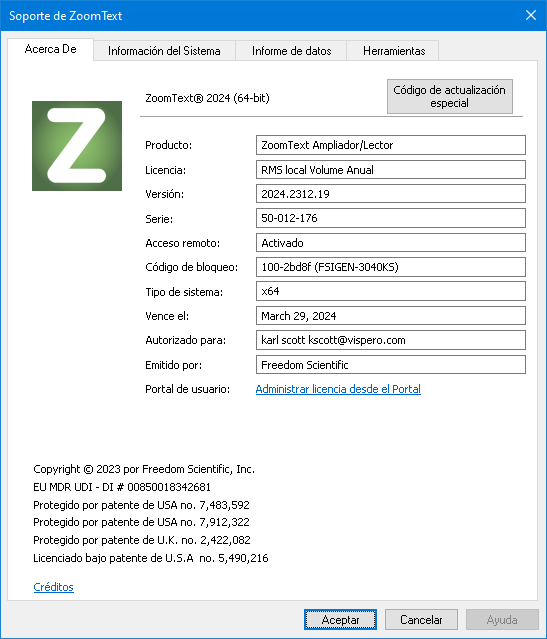 Soporte de ZoomText
Acerca De
Información del Sistema
Informe de datos
Herramientas
Z
ZoomText® 2024 (64-bit)
Código de actualización
especial
Producto: ZoomText Ampliador/Lector
Licencia: RMS local Volume Anual
Versión: 2024.2312.19
Serie: 50-012-176
Acceso remoto: Activado
Código de bloqueo: 100-2bd8f (FSIGEN-3040KS)
Tipo de sistema: x64
Vence el: March 29, 2024
Autorizado para: karl scott kscott@vispero.com
Emitido por: Freedom Scientific
Portal de usuario: Administrar licencia desde el Portal
Copyright © 2023 por Freedom Scientific, Inc.
EU MDR UDI - DI # 00850018342681
Protegido por patente de USA no. 7,483,592
Protegido por patente de USA no. 7,912,322
Protegido por patente de U.K. no. 2,422,082
Licenciado bajo patente de U.S.A no. 5,490,216
Créditos
Aceptar
Cancelar
Ayuda